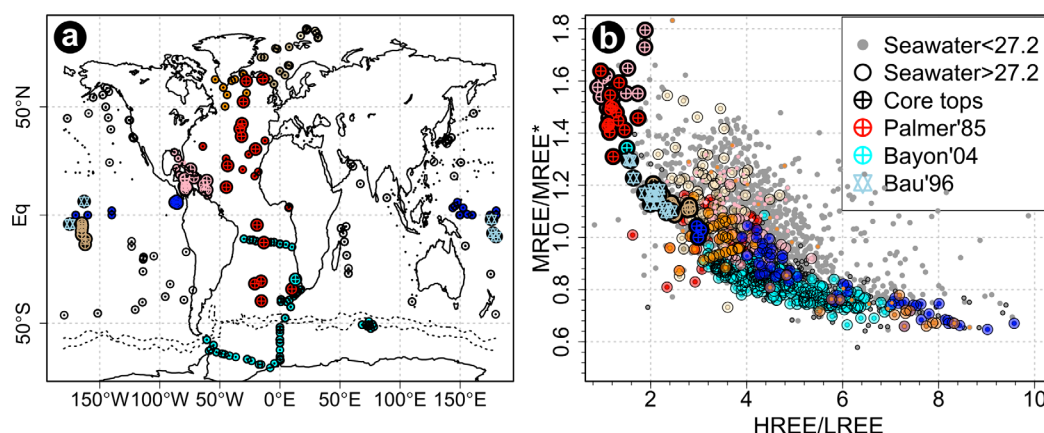 a
50°N
Eq
50°S
150°W 100°W 50°W 0°E 50°E 100°E 150°E
b
MREE/MREE*
0.6 0.8 1.0 1.2 1.4 1.6 1.8
Seawater<27.2
Seawater>27.2
Core tops
Palmer'85
Bayon'04
Bau'96
2 4 6 8 10
HREE/LREE